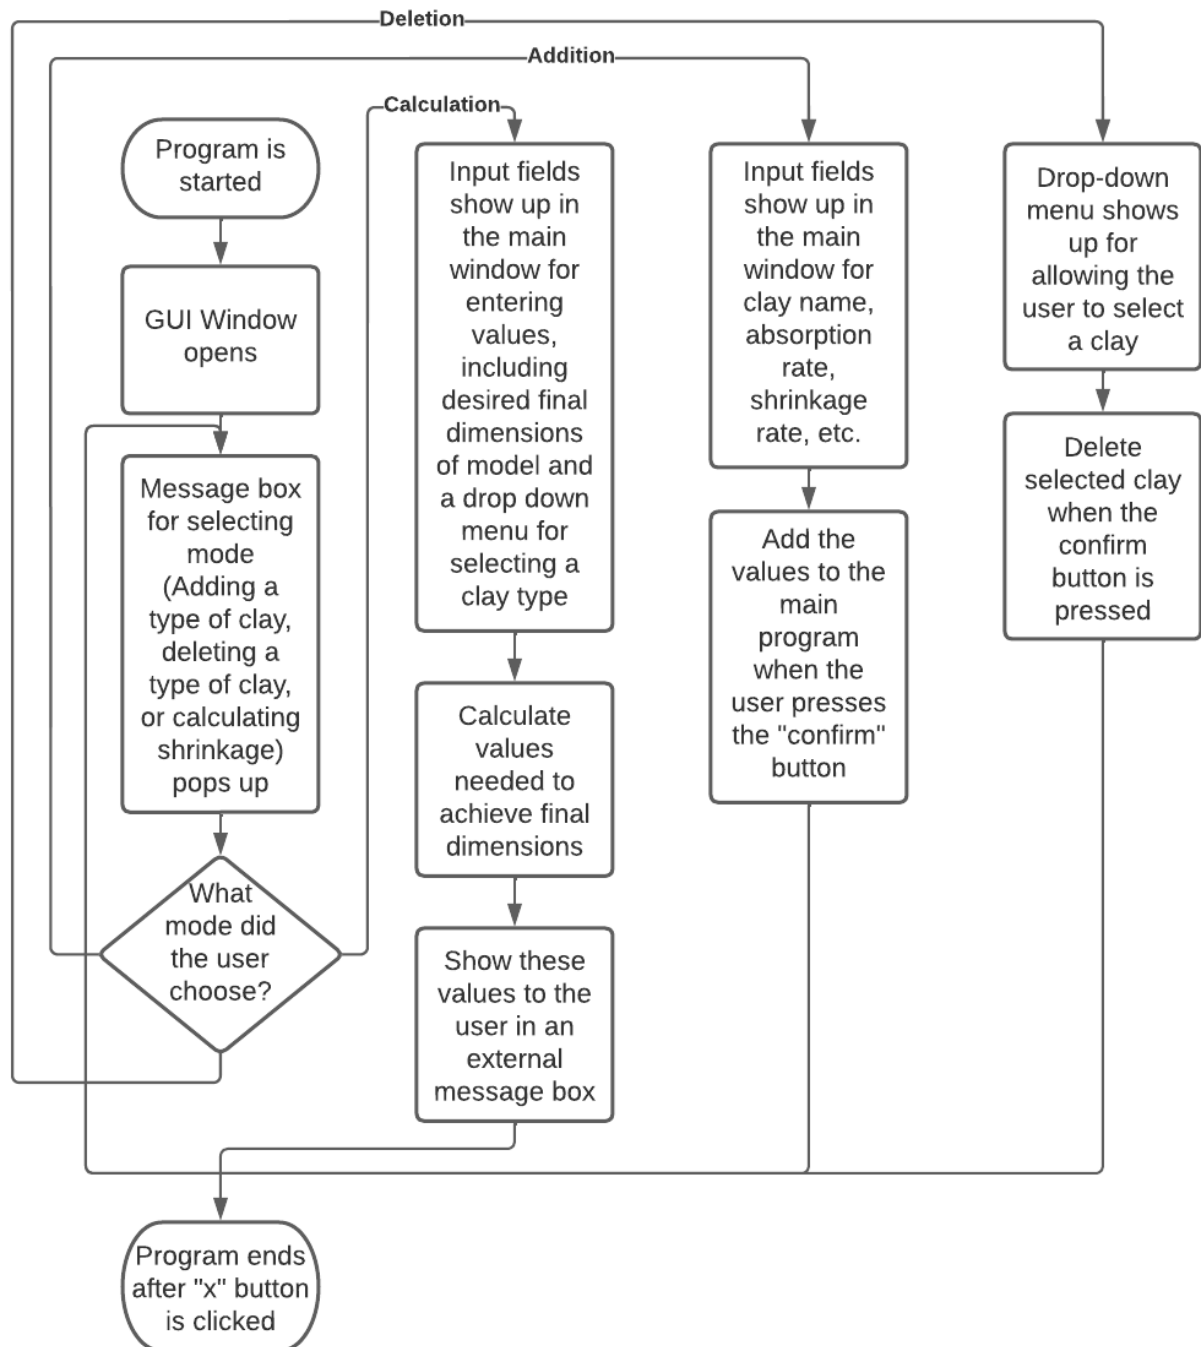 Deletion
Addition
Calculation
Program is
started
GUI Window
opens
Message box
for selecting
mode
(Adding a
type of clay,
deleting a
type of clay,
or calculating
shrinkage)
pops up
What
mode did
the user
choose?
Input fields
show up in
the main
window for
entering
values,
including
desired final
dimensions
of model and
a drop down
menu for
selecting a
clay type
Calculate
values
needed to
achieve final
dimensions
Show these
values to the
user in an
external
message box
Input fields
show up in
the main
window for
clay name,
absorption
rate,
shrinkage
rate, etc.
Add the
values to the
main
program
when the
user presses
the "confirm"
button
Drop-down
menu shows
up for
allowing the
user to select
a clay
Delete
selected clay
when the
confirm
button is
pressed
Program ends
after "x" button
is clicked